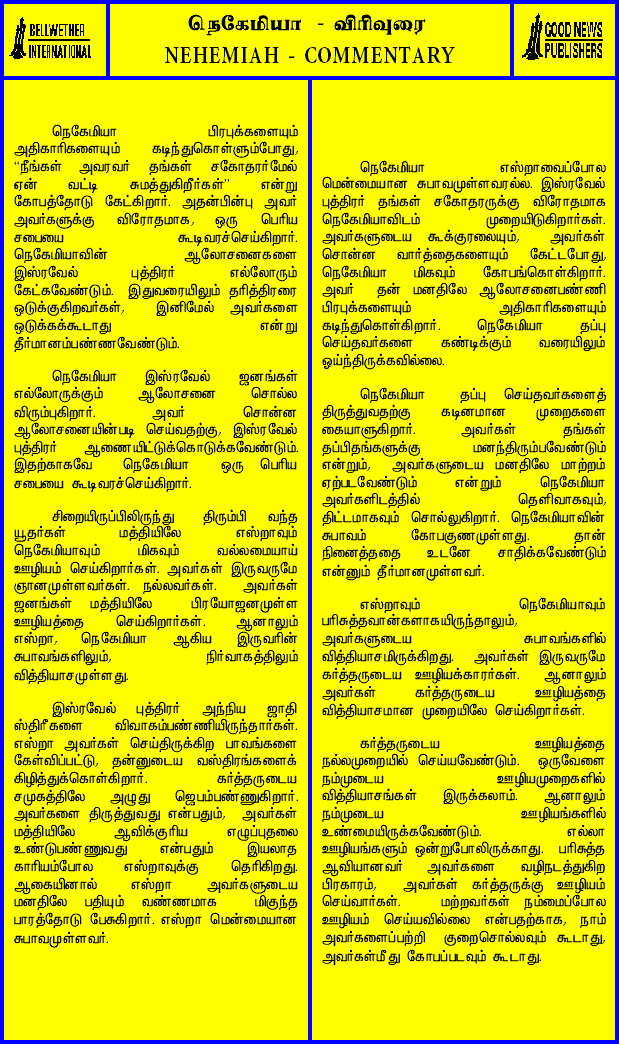 BELLWETHER
INTERNATIONAL
நெகேமியா - விரிவுரை
NEHEMIAH - COMMENTARY
GOOD NEWS
PUBLISHERS
நெகேமியா பிரபுக்களையும்
அதிகாரிகளையும் கடிந்துகொள்ளும்போது,
“நீங்கள் அவரவர் தங்கள் சகோதரர்மேல்
ஏன் வட்டி சுமத்துகிறீர்கள்” என்று
கோபத்தோடு கேட்கிறார். அதன்பின்பு அவர்
அவர்களுக்கு விரோதமாக, ஒரு பெரிய
சபையை கூடிவரச்செய்கிறார்.
நெகேமியாவின் ஆலோசனைகளை
இஸ்ரவேல் புத்திரர் எல்லோரும்
கேட்கவேண்டும். இதுவரையிலும் தரித்திரரை
ஒடுக்குகிறவர்கள், இனிமேல் அவர்களை
ஒடுக்கக்கூடாது என்று
தீர்மானம்பண்ணவேண்டும்.
நெகேமியா இஸ்ரவேல் ஜனங்கள்
எல்லோருக்கும் ஆலோசனை சொல்ல
விரும்புகிறார். அவர் சொன்ன
ஆலோசனையின்படி செய்வதற்கு, இஸ்ரவேல்
புத்திரர் ஆணையிட்டுக்கொடுக்கவேண்டும்.
இதற்காகவே நெகேமியா ஒரு பெரிய
சபையை கூடிவரச்செய்கிறார்.
சிறையிருப்பிலிருந்து திரும்பி வந்த
யூதர்கள் மத்தியிலே எஸ்றாவும்
நெகேமியாவும் மிகவும் வல்லமையாய்
ஊழியம் செய்கிறார்கள். அவர்கள் இருவருமே
ஞானமுள்ளவர்கள். நல்லவர்கள். அவர்கள்
ஜனங்கள் மத்தியிலே பிரயோஜனமுள்ள
ஊழியத்தை செய்கிறார்கள். ஆனாலும்
எஸ்றா, நெகேமியா ஆகிய இருவரின்
சுபாவங்களிலும், நிர்வாகத்திலும்
வித்தியாசமுள்ளது.
இஸ்ரவேல் புத்திரர் அந்நிய ஜாதி
ஸ்திரீகளை விவாகம்பண்ணியிருந்தார்கள்.
எஸ்றா அவர்கள் செய்திருக்கிற பாவங்களை
கேள்விப்பட்டு, தன்னுடைய வஸ்திரங்களைக்
கிழித்துக்கொள்கிறார். கர்த்தருடைய
சமுகத்திலே அழுது ஜெபம்பண்ணுகிறார்.
அவர்களை திருத்துவது என்பதும், அவர்கள்
மத்தியிலே ஆவிக்குரிய எழுப்புதலை
உண்டுபண்ணுவது என்பதும் இயலாத
காரியம்போல எஸ்றாவுக்கு தெரிகிறது.
ஆகையினால் எஸ்றா அவர்களுடைய
மனதிலே பதியும் வண்ணமாக மிகுந்த
பாரத்தோடு பேசுகிறார். எஸ்றா மென்மையான
சுபாவமுள்ளவர்.
நெகேமியா எஸ்றாவைப்போல
மென்மையான சுபாவமுள்ளவரல்ல. இஸ்ரவேல்
புத்திரர் தங்கள் சகோதரருக்கு விரோதமாக
நெகேமியாவிடம் முறையிடுகிறார்கள்.
அவர்களுடைய கூக்குரலையும், அவர்கள்
சொன்ன வார்த்தைகளையும் கேட்டபோது,
நெகேமியா மிகவும் கோபங்கொள்கிறார்.
அவர் தன் மனதிலே ஆலோசனைபண்ணி
பிரபுக்களையும் அதிகாரிகளையும்
கடிந்துகொள்கிறார். நெகேமியா தப்பு
செய்தவர்களை கண்டிக்கும் வரையிலும்
ஓய்ந்திருக்கவில்லை.
நெகேமியா தப்பு செய்தவர்களைத்
திருத்துவதற்கு கடினமான முறைகளை
கையாளுகிறார். அவர்கள் தங்கள்
தப்பிதங்களுக்கு மனந்திரும்பவேண்டும்
என்றும், அவர்களுடைய மனதிலே மாற்றம்
ஏற்படவேண்டும் என்றும் நெகேமியா
அவர்களிடத்தில் தெளிவாகவும்,
திட்டமாகவும் சொல்லுகிறார். நெகேமியாவின்
சுபாவம் கோபகுணமுள்ளது. தான்
நினைத்ததை உடனே சாதிக்கவேண்டும்
என்னும் தீர்மானமுள்ளவர்.
எஸ்றாவும் நெகேமியாவும்
பரிசுத்தவான்களாகயிருந்தாலும்,
அவர்களுடைய சுபாவங்களில்
வித்தியாசமிருக்கிறது. அவர்கள் இருவருமே
கர்த்தருடைய ஊழியக்காரர்கள். ஆனாலும்
அவர்கள் கர்த்தருடைய ஊழியத்தை
வித்தியாசமான முறையிலே செய்கிறார்கள்.
கர்த்தருடைய ஊழியத்தை
நல்லமுறையில் செய்யவேண்டும். ஒருவேளை
நம்முடைய ஊழியமுறைகளில்
வித்தியாசங்கள் இருக்கலாம். ஆனாலும்
நம்முடைய ஊழியங்களில்
உண்மையிருக்கவேண்டும். எல்லா
ஊழியங்களும் ஒன்றுபோலிருக்காது. பரிசுத்த
ஆவியானவர் அவர்களை வழிநடத்துகிற
பிரகாரம், அவர்கள் கர்த்தருக்கு ஊழியம்
செய்வார்கள். மற்றவர்கள் நம்மைப்போல
ஊழியம் செய்யவில்லை என்பதற்காக, நாம்
அவர்களைப்பற்றி குறைசொல்லவும் கூடாது,
அவர்கள்மீது கோபப்படவும் கூடாது.